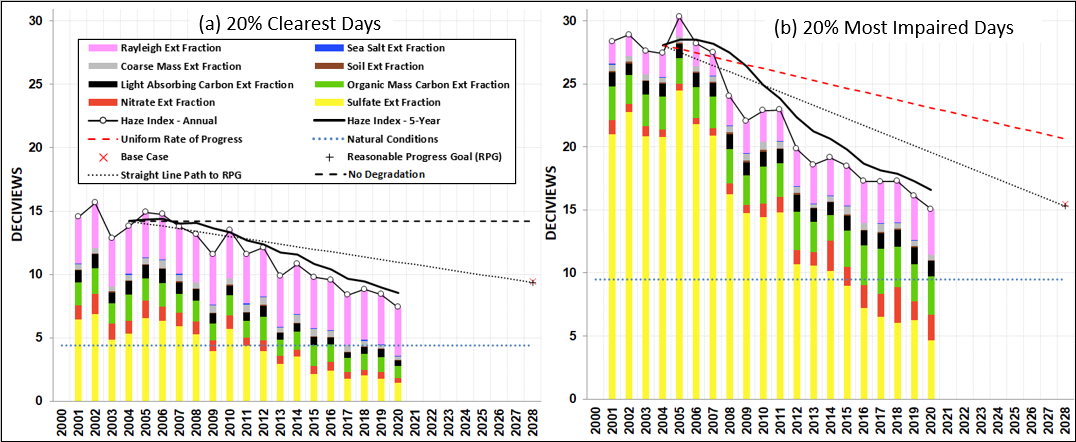 (a) 20% Clearest Days
DECIVIEWS
30
25
20
15
10
5
0
Rayleigh Ext Fraction
Sea Salt Ext Fraction
Coarse Mass Ext Fraction
Soil Ext Fraction
Light Absorbing Carbon Ext Fraction
Organic Mass Carbon Ext Fraction
Nitrate Ext Fraction
Sulfate Ext Fraction
Haze Index - Annual
Haze Index - 5-Year
Uniform Rate of Progress
Natural Conditions
Base Case
Reasonable Progress Goal (RPG)
Straight Line Path to RPG
No Degradation
2000 2001 2002 2003 2004 2005 2006 2007 2008 2009 2010 2011 2012 2013 2014 2015 2016 2017 2018 2019 2020 2021 2022 2023 2024 2025 2026 2027 2028
(b) 20% Most Impaired Days
DECIVIEWS
30
25
20
15
10
5
0
2000 2001 2002 2003 2004 2005 2006 2007 2008 2009 2010 2011 2012 2013 2014 2015 2016 2017 2018 2019 2020 2021 2022 2023 2024 2025 2026 2027 2028